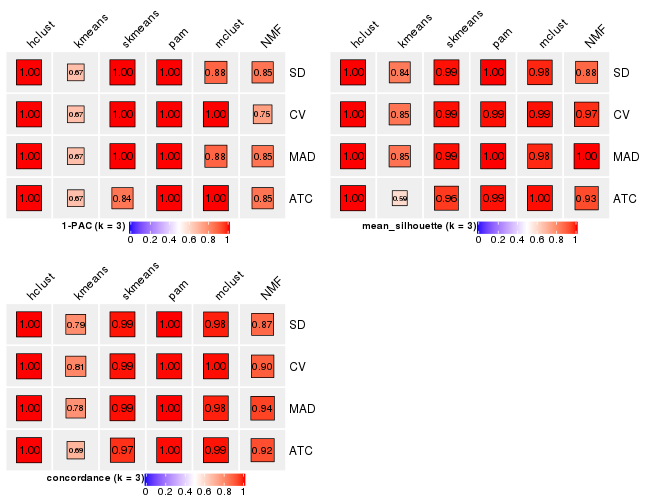 hclust kmeans skmeans pam mclust NMF
1.00 0.67 1.00 1.00 0.88 0.85 SD
1.00 0.67 1.00 1.00 1.00 0.75 CV
1.00 0.67 1.00 1.00 0.88 0.85 MAD
1.00 0.67 0.84 1.00 1.00 0.85 ATC
1-PAC (k = 3)
0 0.2 0.4 0.6 0.8 1
hclust kmeans skmeans pam mclust NMF
1.00 0.84 0.99 1.00 0.98 0.88 SD
1.00 0.85 0.99 0.99 0.99 0.97 CV
1.00 0.85 0.99 1.00 0.98 1.00 MAD
1.00 0.59 0.96 0.99 1.00 0.93 ATC
mean_silhouette (k = 3)
0 0.2 0.4 0.6 0.8 1
hclust kmeans skmeans pam mclust NMF
1.00 0.79 0.99 1.00 0.98 0.87 SD
1.00 0.81 0.99 1.00 1.00 0.90 CV
1.00 0.78 0.99 1.00 0.98 0.94 MAD
1.00 0.69 0.97 1.00 0.99 0.92 ATC
concordance (k = 3)
0 0.2 0.4 0.6 0.8 1